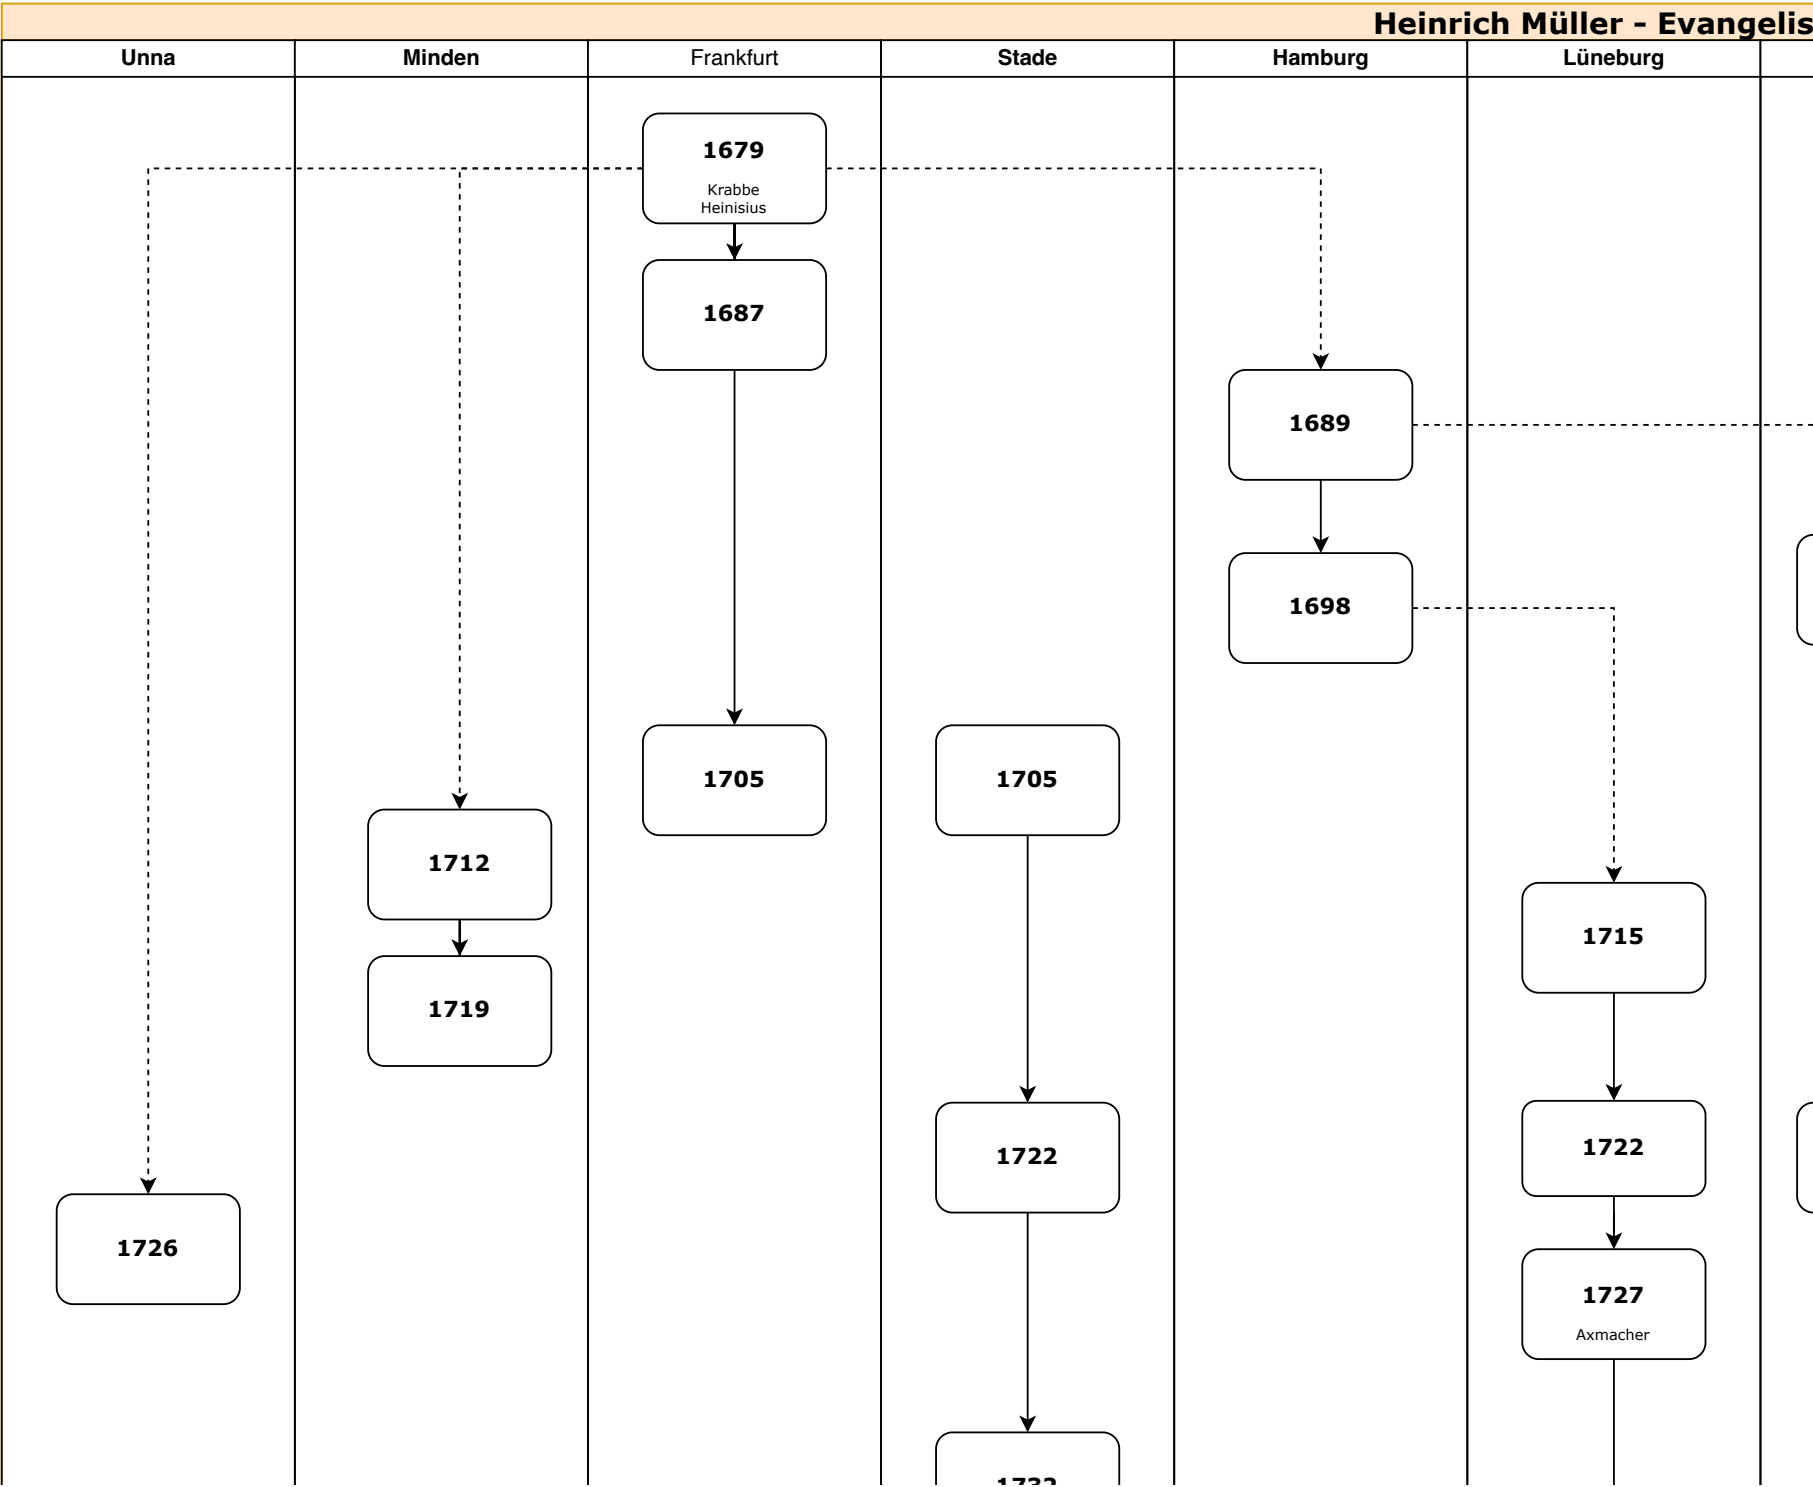 Heinrich Müller - Evangelis
Unna
Minden
Frankfurt
Stade
Hamburg
Lüneburg
1679
Krabbe
Heinisius
1687
1689
1698
1705
1705
1712
1715
1719
1722
1722
1726
1727
Axmacher
1732